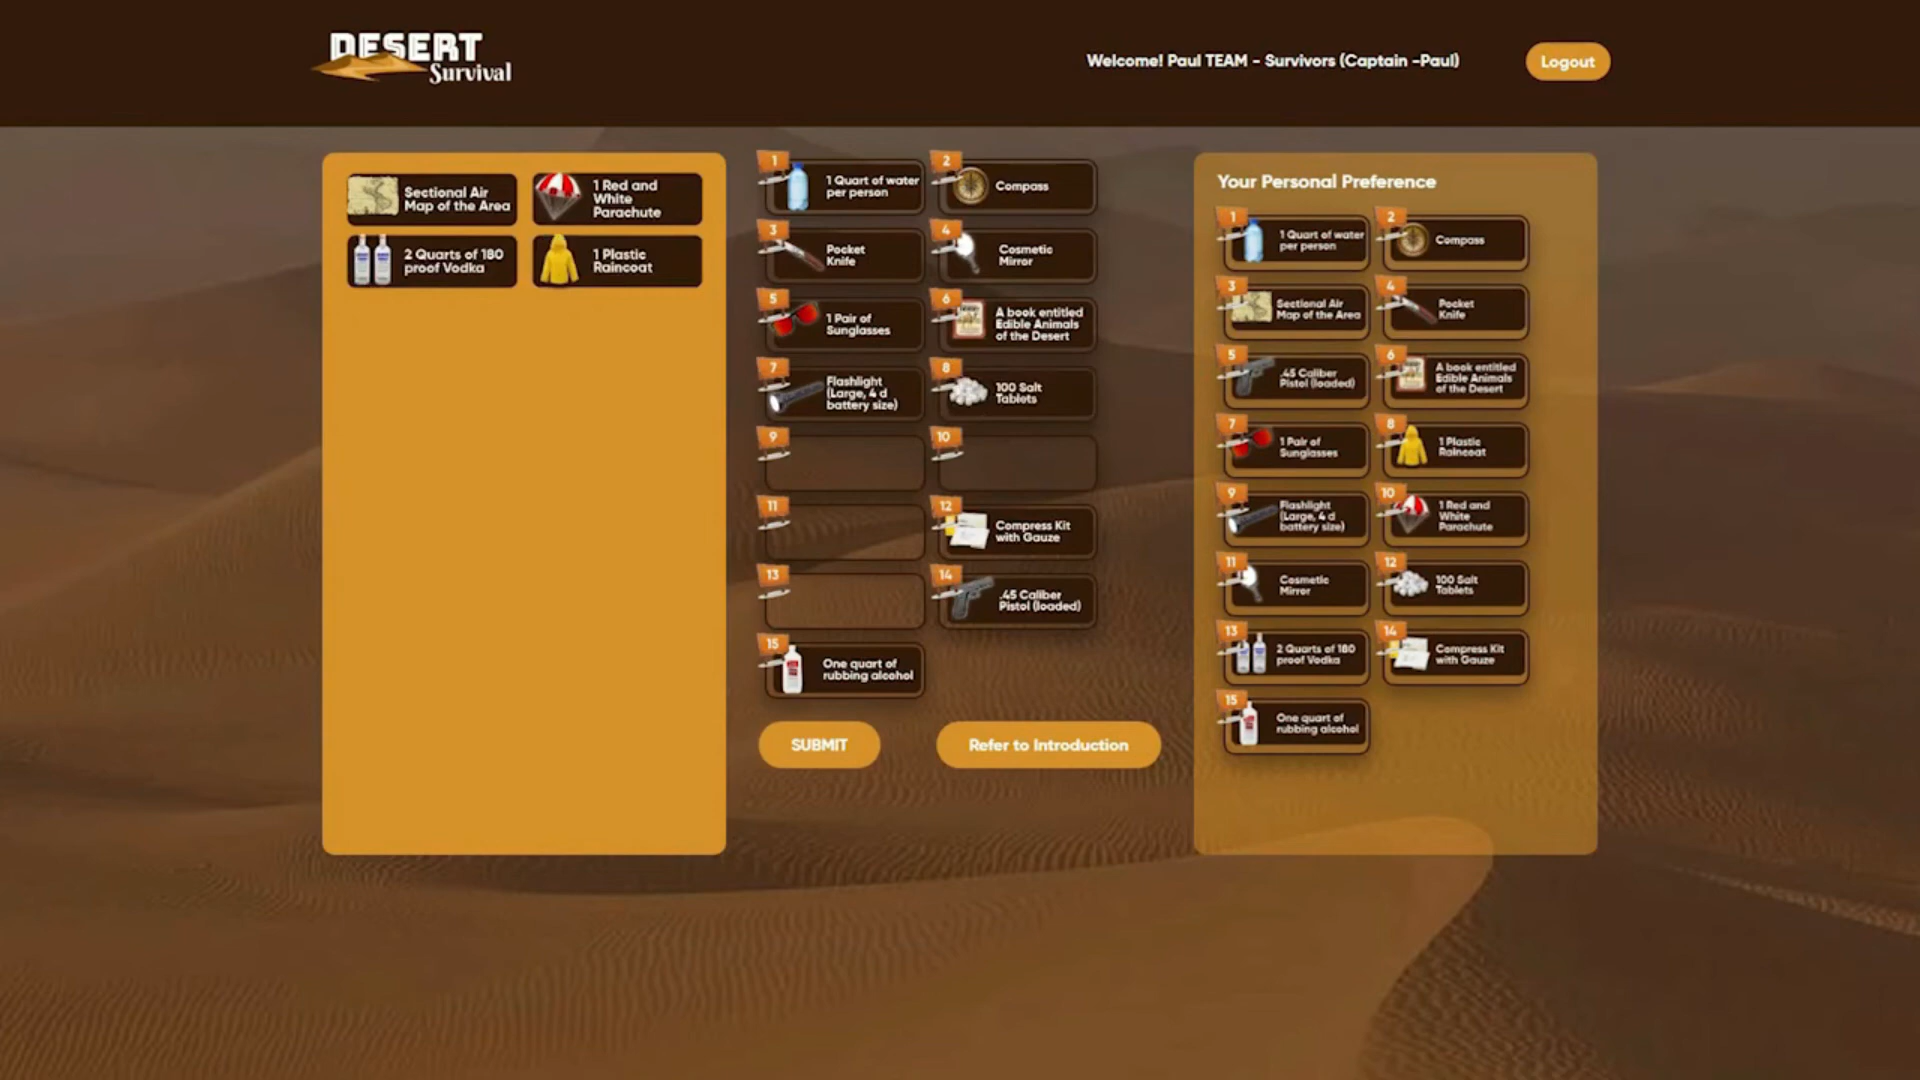 DESERT
Survival
Welcome! Paul TEAM - Survivors (Captain -Paul)
Logout
Sectional Air
Map of the Area
1 Red and
White
Parachute
2 Quarts of 180
proof Vodka
1 Plastic
Raincoat
1
1 Quart of water
per person
2
Compass
3
Pocket
Knife
4
Cosmetic
Mirror
5
1 Pair of
Sunglasses
6
A book entitled
Edible Animals
of the Desert
7
Flashlight
(Large, 4 d
battery size)
8
100 Salt
Tablets
9
10
11
12
Compress Kit
with Gauze
13
14
.45 Caliber
Pistol (loaded)
15
One quart of
rubbing alcohol
SUBMIT
Refer to Introduction
Your Personal Preference
1
1 Quart of water
per person
2
Compass
3
Sectional Air
Map of the Area
4
Pocket
Knife
5
.45 Caliber
Pistol (loaded)
6
A book entitled
Edible Animals
of the Desert
7
1 Pair of
Sunglasses
8
1 Plastic
Raincoat
9
Flashlight
(Large, 4 d
battery size)
10
1 Red and
White
Parachute
11
Cosmetic
Mirror
12
100 Salt
Tablets
13
2 Quarts of 180
proof Vodka
14
Compress Kit
with Gauze
15
One quart of
rubbing alcohol